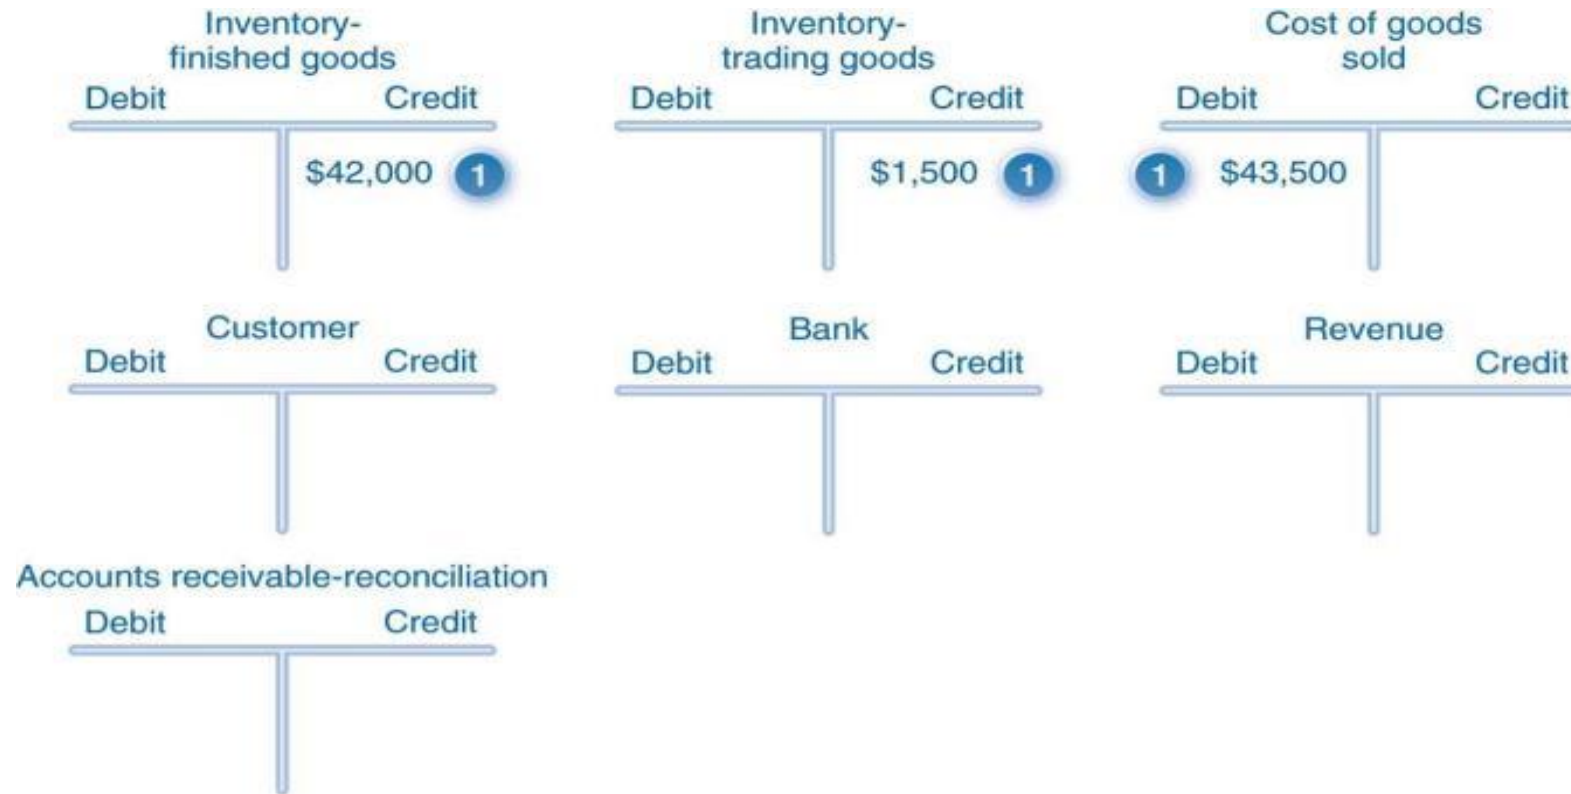 Inventory-
finished goods
Debit Credit
$42,000 1
Inventory-
trading goods
Debit Credit
$1,500 1
Cost of goods
sold
Debit Credit
1 $43,500
Customer
Debit Credit
Bank
Debit Credit
Revenue
Debit Credit
Accounts receivable-reconciliation
Debit Credit